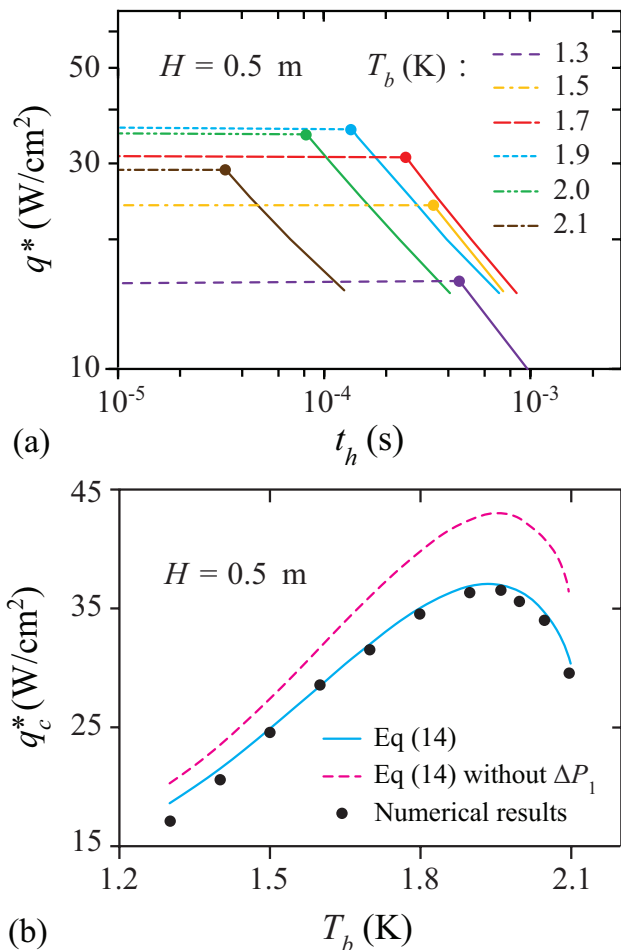 H = 0.5 m
T_b (K) :
1.3
1.5
1.7
1.9
2.0
2.1
50
30
10
q* (W/cm²)
10⁻⁵
10⁻⁴
10⁻³
t_h (s)
(a)
45
35
25
15
q_c* (W/cm²)
H = 0.5 m
Eq (14)
Eq (14) without ΔP₁
Numerical results
1.2
1.5
1.8
2.1
T_b (K)
(b)